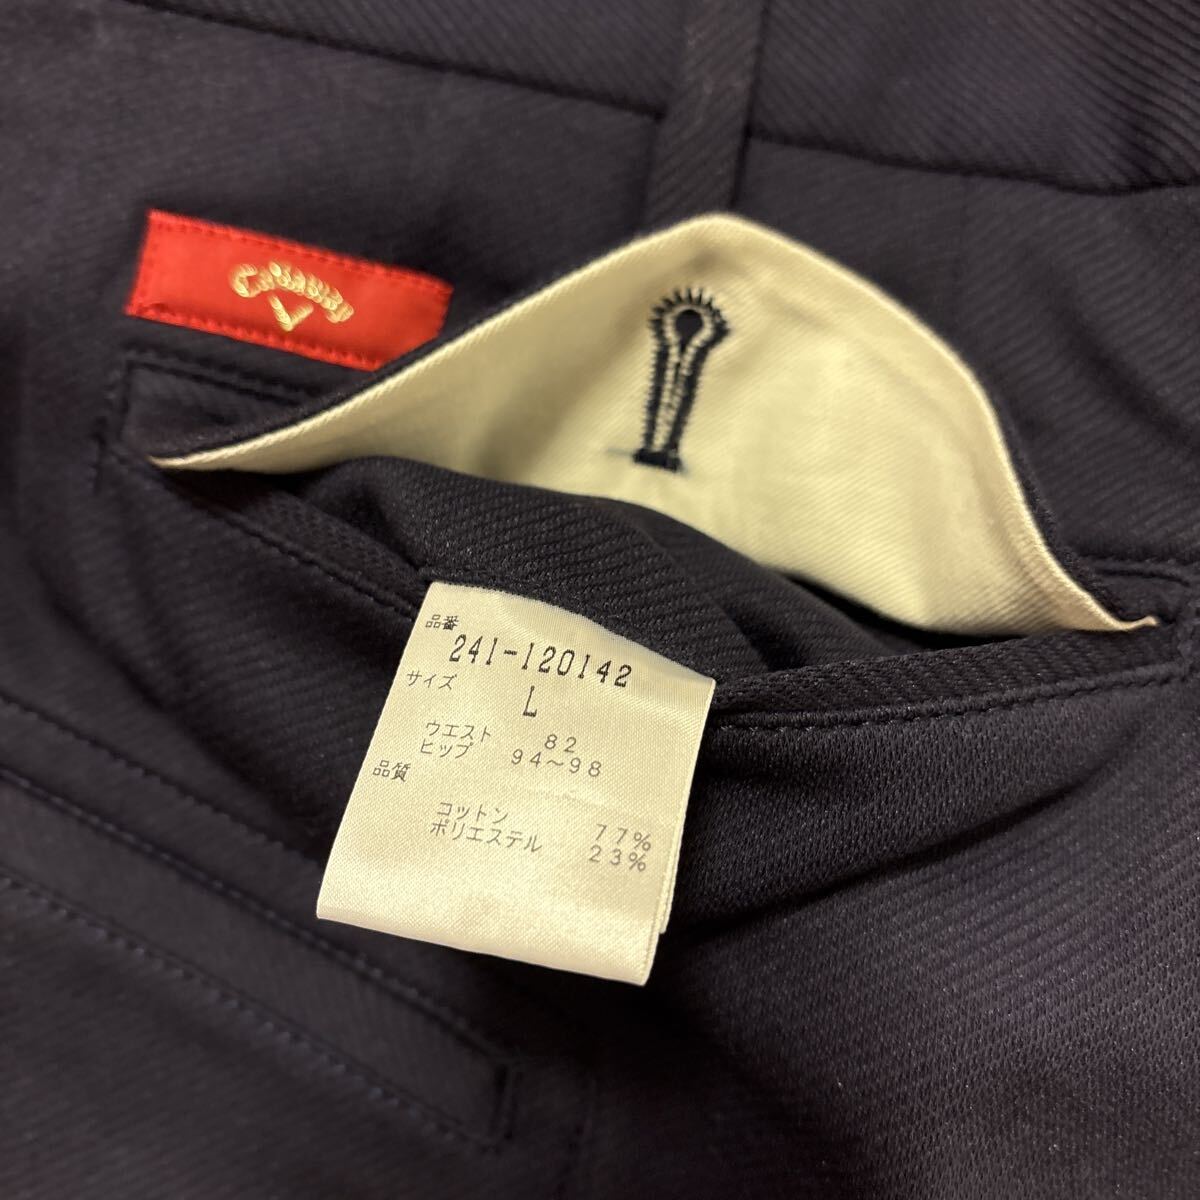 CALLAWAY
品番
241-120142
サイズ
L
ウエスト 82
ヒップ 94~98
品質
コットン 77%
ポリエステル 23%